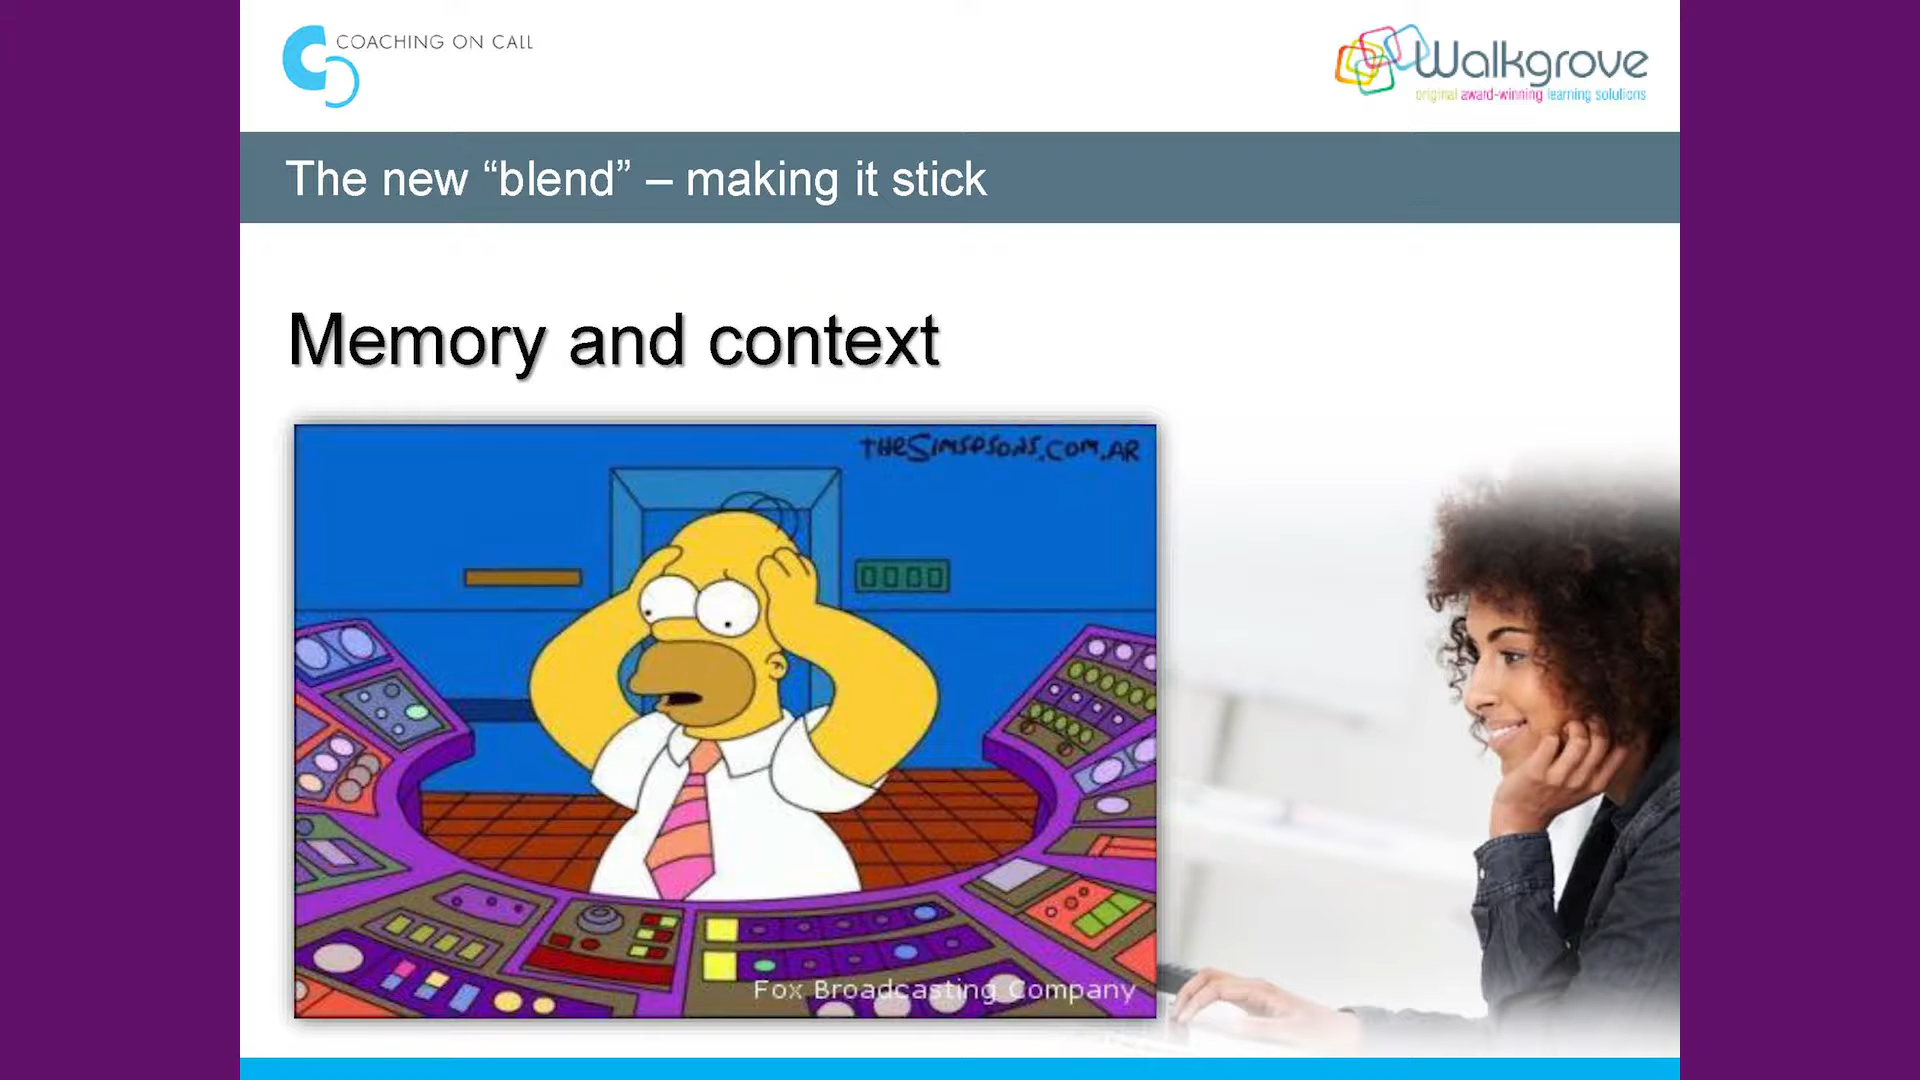 COACHING ON CALL
Walkgrove
original award-winning learning solutions
The new “blend” – making it stick
Memory and context
THESIMSPSONS.COM.AR
Fox Broadcasting Company